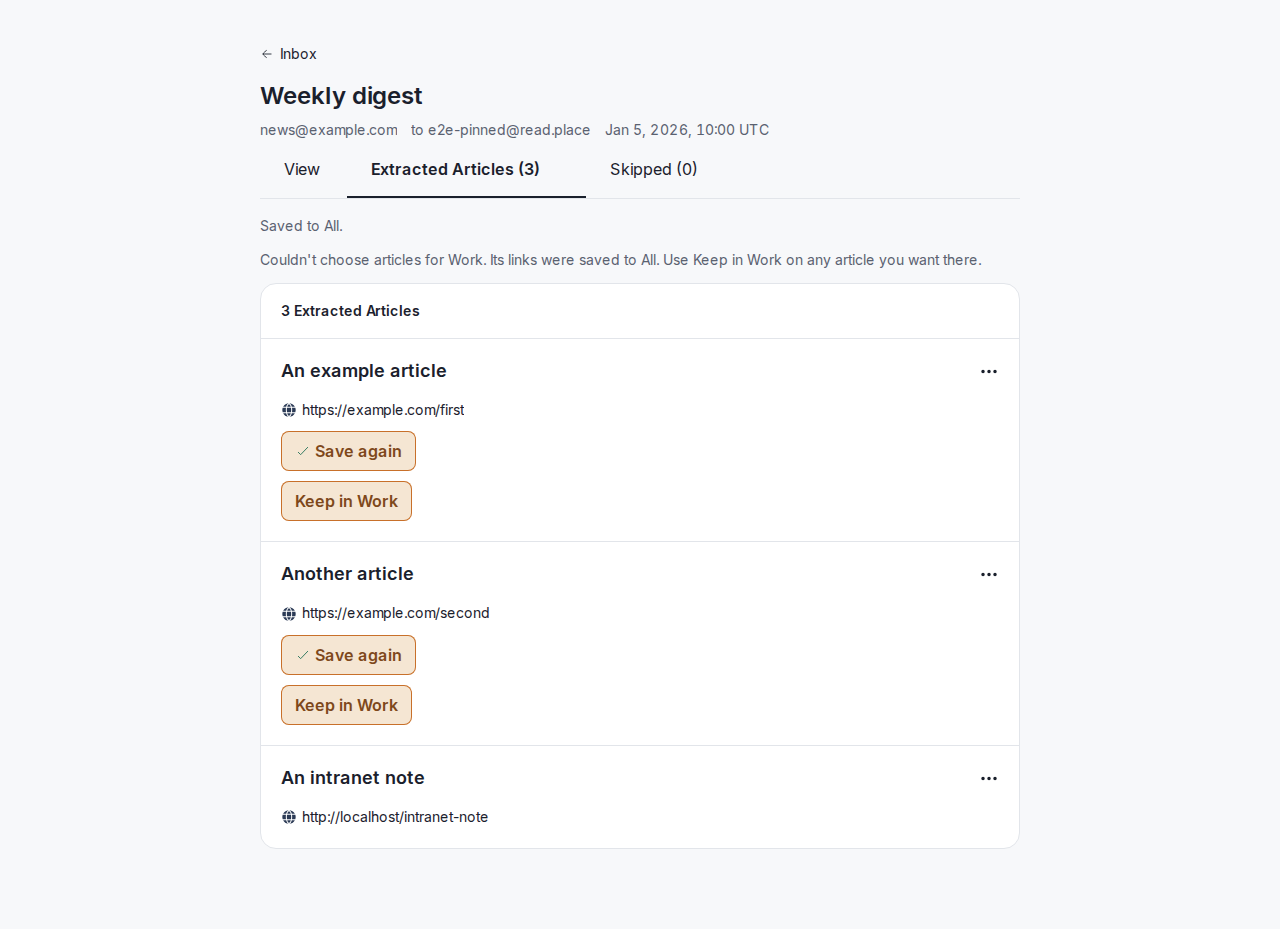 ← Inbox
Weekly digest
news@example.com to e2e-pinned@read.place Jan 5, 2026, 10:00 UTC
View Extracted Articles (3) Skipped (0)
Saved to All.
Couldn't choose articles for Work. Its links were saved to All. Use Keep in Work on any article you want there.
3 Extracted Articles
An example article
https://example.com/first
✓ Save again
Keep in Work
Another article
https://example.com/second
✓ Save again
Keep in Work
An intranet note
http://localhost/intranet-note